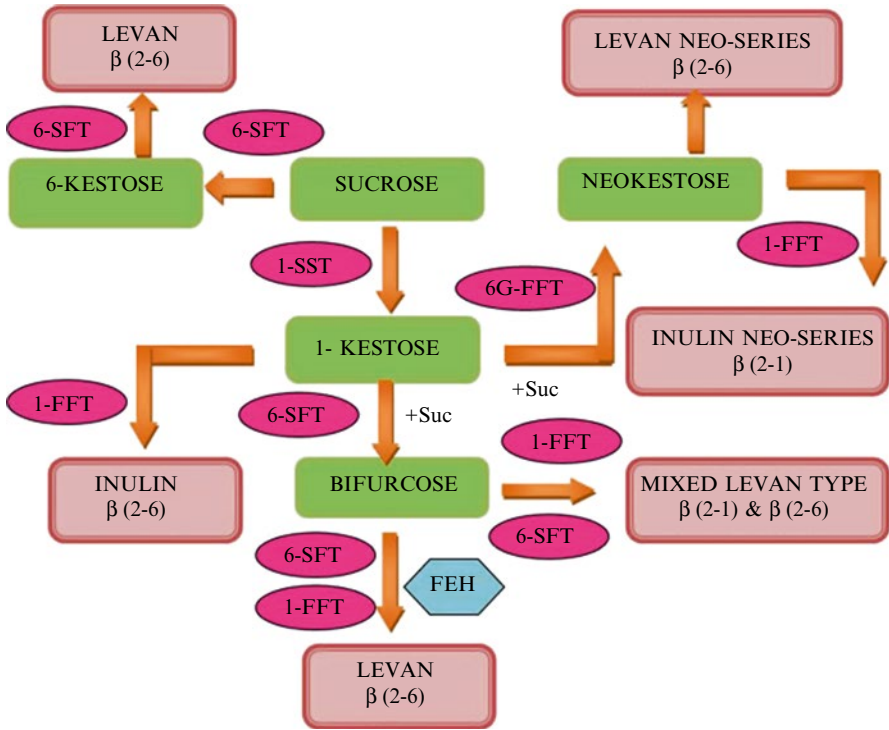 LEVAN
β (2-6)
LEVAN NEO-SERIES
β (2-6)
6-SFT
6-SFT
6-KESTOSE
SUCROSE
NEOKESTOSE
1-SST
6G-FFT
1-FFT
1- KESTOSE
INULIN NEO-SERIES
β (2-1)
1-FFT
6-SFT
+Suc
+Suc
1-FFT
INULIN
β (2-6)
BIFURCOSE
MIXED LEVAN TYPE
β (2-1) & β (2-6)
6-SFT
6-SFT
FEH
1-FFT
LEVAN
β (2-6)